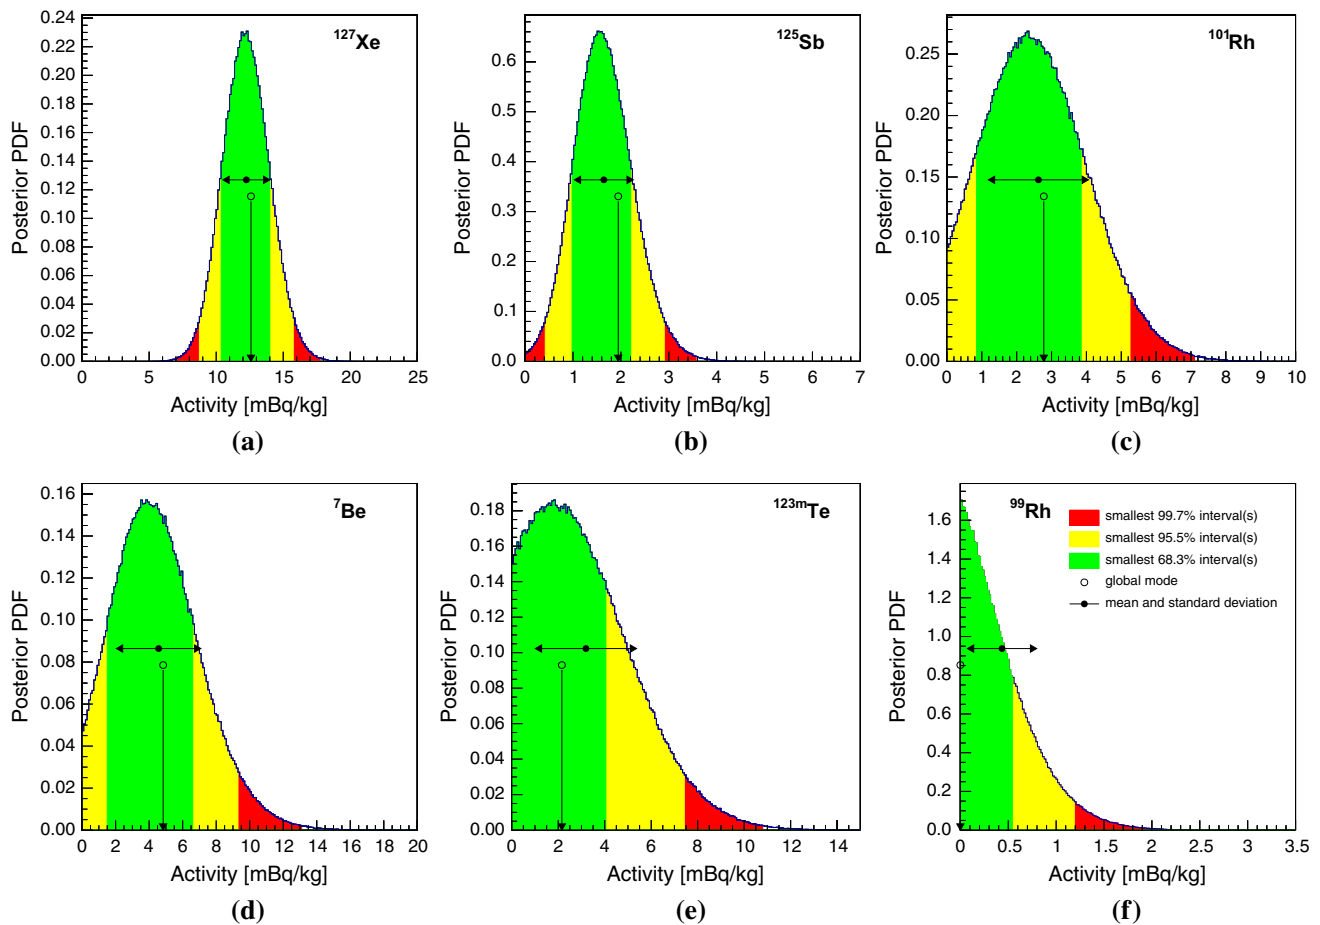 0.24
0.22
0.20
0.18
0.16
0.14
0.12
0.10
0.08
0.06
0.04
0.02
0.00
0 5 10 15 20 25
Posterior PDF
127Xe
Activity [mBq/kg]
(a)
0.6
0.5
0.4
0.3
0.2
0.1
0.0
0 1 2 3 4 5 6 7
Posterior PDF
125Sb
Activity [mBq/kg]
(b)
0.25
0.20
0.15
0.10
0.05
0.00
0 1 2 3 4 5 6 7 8 9 10
Posterior PDF
101Rh
Activity [mBq/kg]
(c)
0.16
0.14
0.12
0.10
0.08
0.06
0.04
0.02
0.00
0 2 4 6 8 10 12 14 16 18 20
Posterior PDF
7Be
Activity [mBq/kg]
(d)
0.18
0.16
0.14
0.12
0.10
0.08
0.06
0.04
0.02
0.00
0 2 4 6 8 10 12 14
Posterior PDF
123mTe
Activity [mBq/kg]
(e)
1.6
1.4
1.2
1.0
0.8
0.6
0.4
0.2
0.0
0 0.5 1 1.5 2 2.5 3 3.5
Posterior PDF
99Rh
smallest 99.7% interval(s)
smallest 95.5% interval(s)
smallest 68.3% interval(s)
global mode
mean and standard deviation
Activity [mBq/kg]
(f)